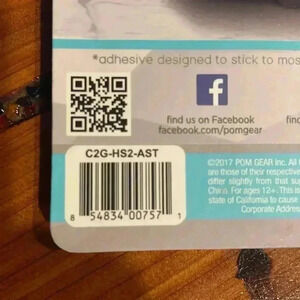 *adhesive designed to stick to mos
find us on Facebook
fin
facebook.com/pomgear
C2G-HS2-AST
8 54834 00757 1
©2017 POM GEAR Inc. All
are those of their respective
differ slightly from that
China. For ages 12+. This
state of California to cause
Corporate Address